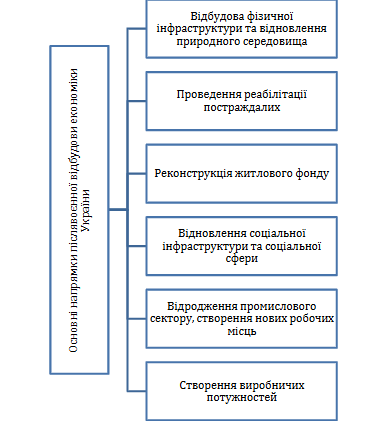 Основні напрямки післявоєнної відбудови економіки
України
Відбудова фізичної
інфраструктури та відновлення
природного середовища
Проведення реабілітації
постраждалих
Реконструкція житлового фонду
Відновлення соціальної
інфраструктури та соціальної
сфери
Відродження промислового
сектору, створення нових робочих
місць
Створення виробничих
потужностей